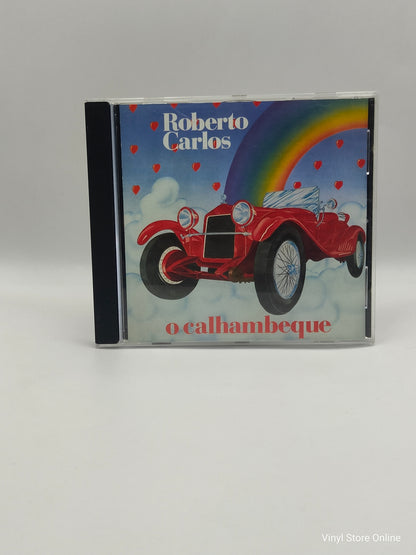 Roberto
Carlos
o calhambeque
Vinyl Store Online